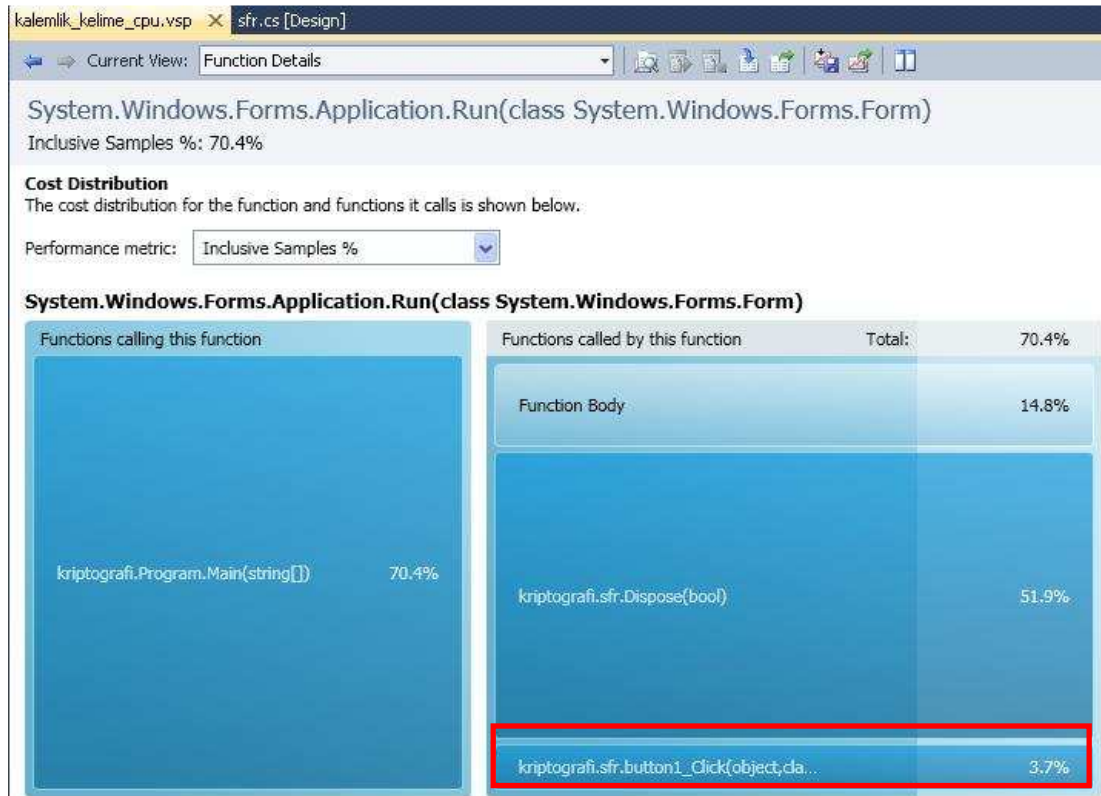 kalemlik_kelime_cpu.vsp
sfr.cs [Design]
Current View: Function Details
System.Windows.Forms.Application.Run(class System.Windows.Forms.Form)
Inclusive Samples %: 70.4%
Cost Distribution
The cost distribution for the function and functions it calls is shown below.
Performance metric: Inclusive Samples %
System.Windows.Forms.Application.Run(class System.Windows.Forms.Form)
Functions calling this function
kriptografi.Program.Main(string[]) 70.4%
Functions called by this function Total: 70.4%
Function Body 14.8%
kriptografi.sfr.Dispose(bool) 51.9%
kriptografi.sfr.button1_Click(object,cla... 3.7%